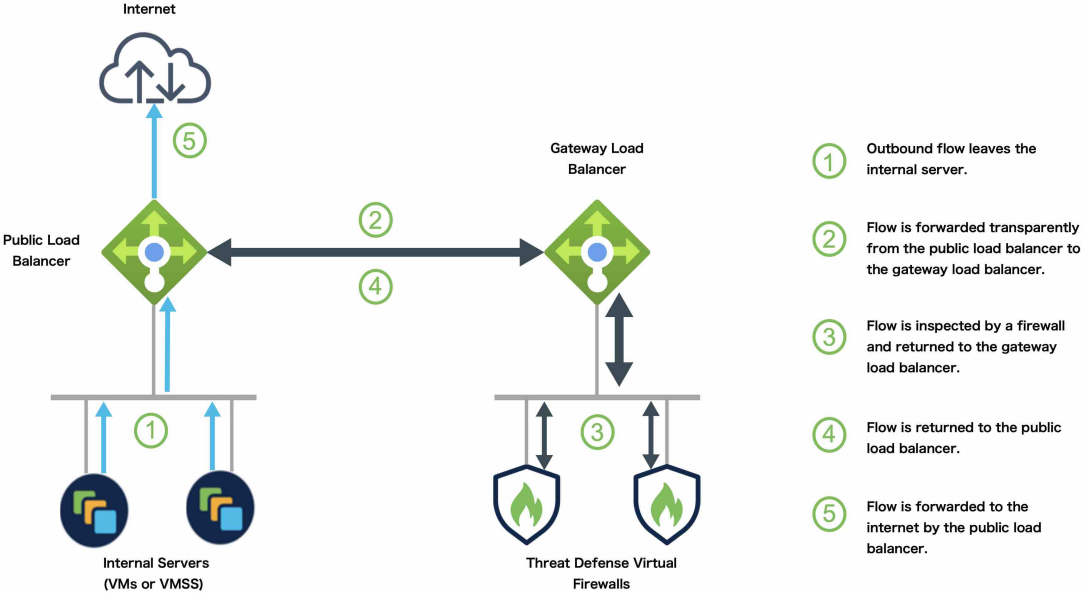 Internet
5
Gateway Load
Balancer
2
Public Load
Balancer
4
1
3
Internal Servers
(VMs or VMSS)
Threat Defense Virtual
Firewalls
1
Outbound flow leaves the
internal server.
2
Flow is forwarded transparently
from the public load balancer to
the gateway load balancer.
3
Flow is inspected by a firewall
and returned to the gateway
load balancer.
4
Flow is returned to the public
load balancer.
5
Flow is forwarded to the
internet by the public load
balancer.